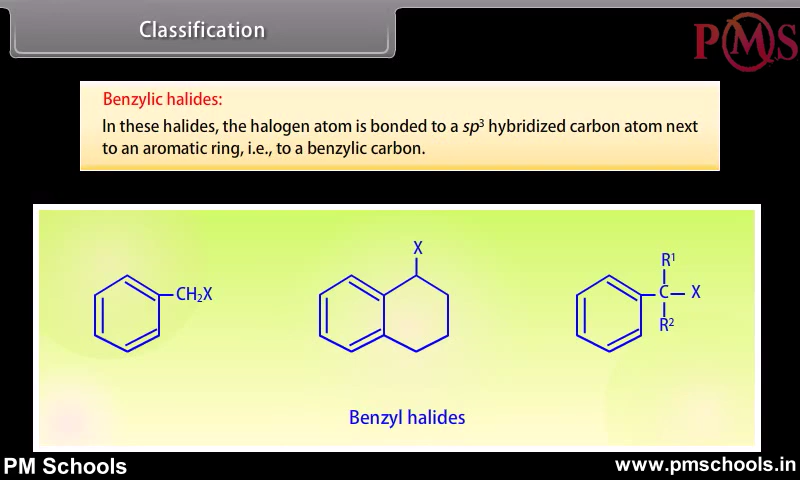 Classification
PMS
Benzylic halides:
In these halides, the halogen atom is bonded to a sp³ hybridized carbon atom next
to an aromatic ring, i.e., to a benzylic carbon.
CH₂X
X
R¹
C — X
R²
Benzyl halides
PM Schools
www.pmschools.in